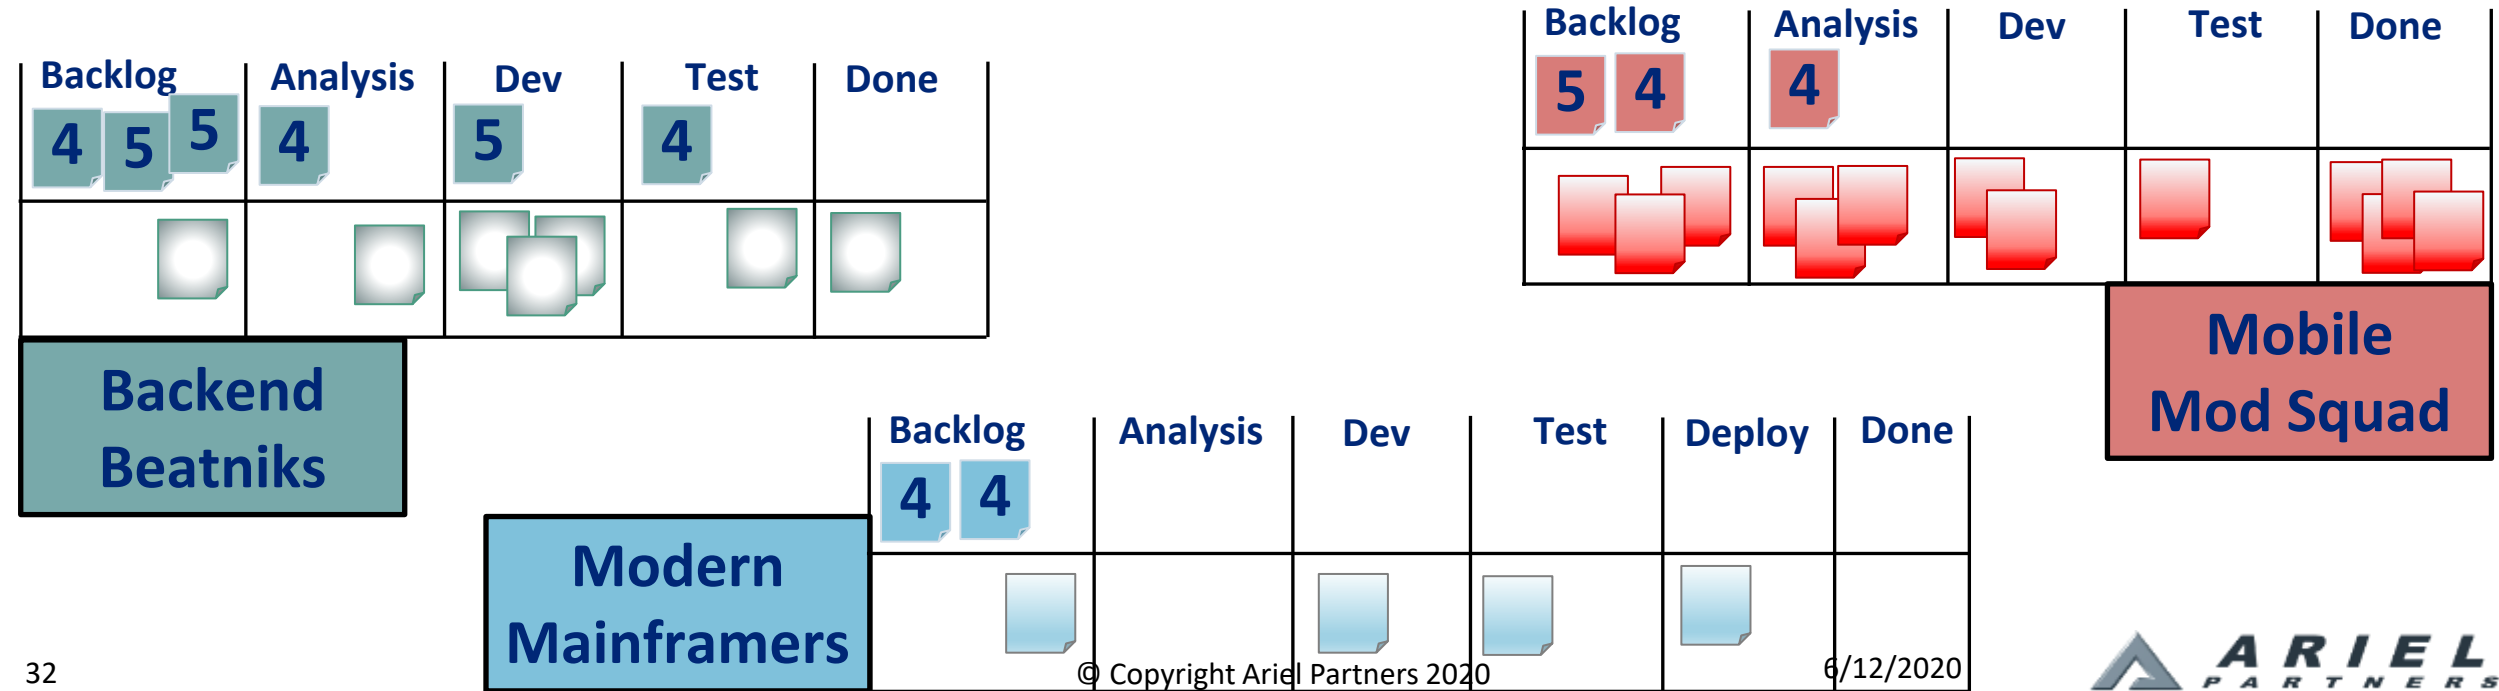 Backlog Analysis Dev Test Done
4 5 5 4 5 4
Backend
Beatniks
Backlog Analysis Dev Test Done
5 4 4
Mobile
Mod Squad
Backlog Analysis Dev Test Deploy Done
4 4
Modern
Mainframers
32
© Copyright Ariel Partners 2020
6/12/2020
ARIEL
PARTNERS